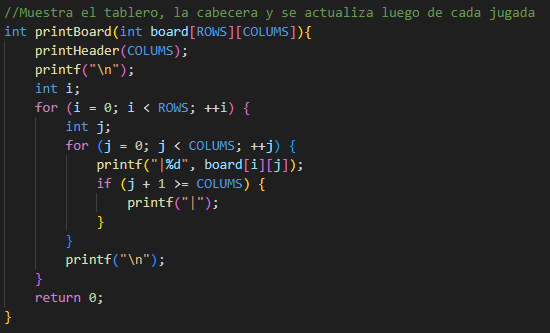 //Muestra el tablero, la cabecera y se actualiza luego de cada jugada
int printBoard(int board[ROWS][COLUMS]){
    printHeader(COLUMS);
    printf("\n");
    int i;
    for (i = 0; i < ROWS; ++i) {
        int j;
        for (j = 0; j < COLUMS; ++j) {
            printf("|%d", board[i][j]);
            if (j + 1 >= COLUMS) {
                printf("|");
            }
        }
        printf("\n");
    }
    return 0;
}